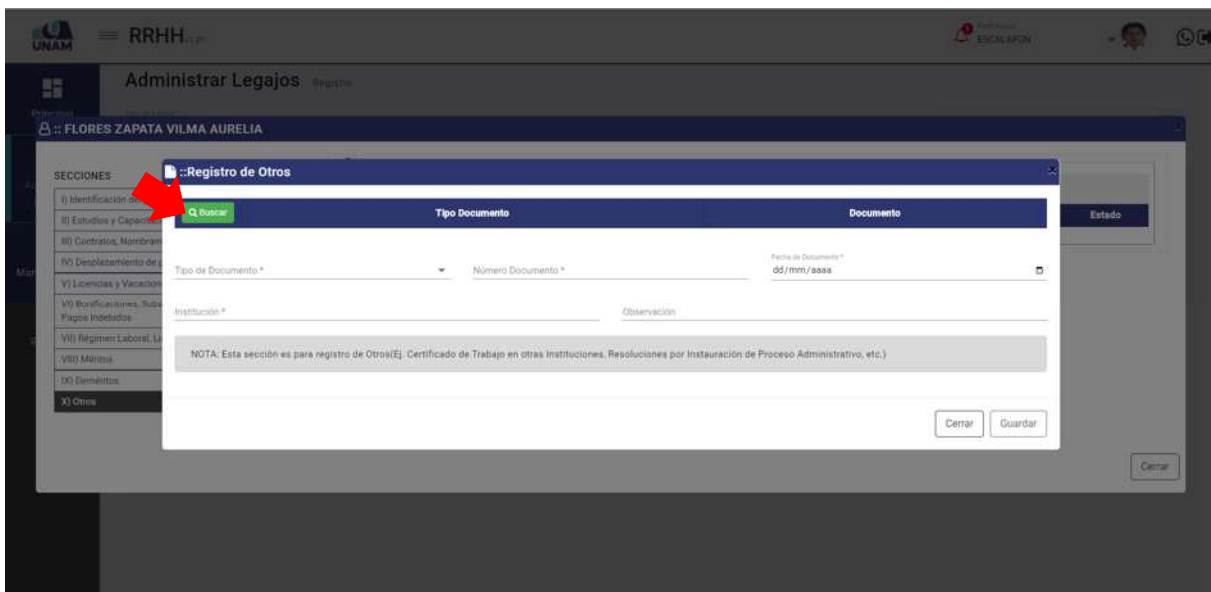 UNAM
RRHH
ESCALAFON
Administrar Legajos Registro
Principal
:: FLORES ZAPATA VILMA AURELIA
SECCIONES
::Registro de Otros
I) Identificación de
Buscar Tipo Documento Documento
Estado
II) Estudios y Capaci
III) Contratos, Nombram
IV) Desplazamiento de p
V) Licencias y Vacacion
VI) Bonificaciones, Subs
Pagos Indebidos
VII) Régimen Laboral, Li
VIII) Méritos
IX) Deméritos
X) Otros
Tipo de Documento *
Número Documento *
Fecha de Documento *
dd/mm/aaaa
Institución *
Observación
NOTA: Esta sección es para registro de Otros(Ej. Certificado de Trabajo en otras Instituciones, Resoluciones por Instauración de Proceso Administrativo, etc.)
Cerrar Guardar
Cerrar